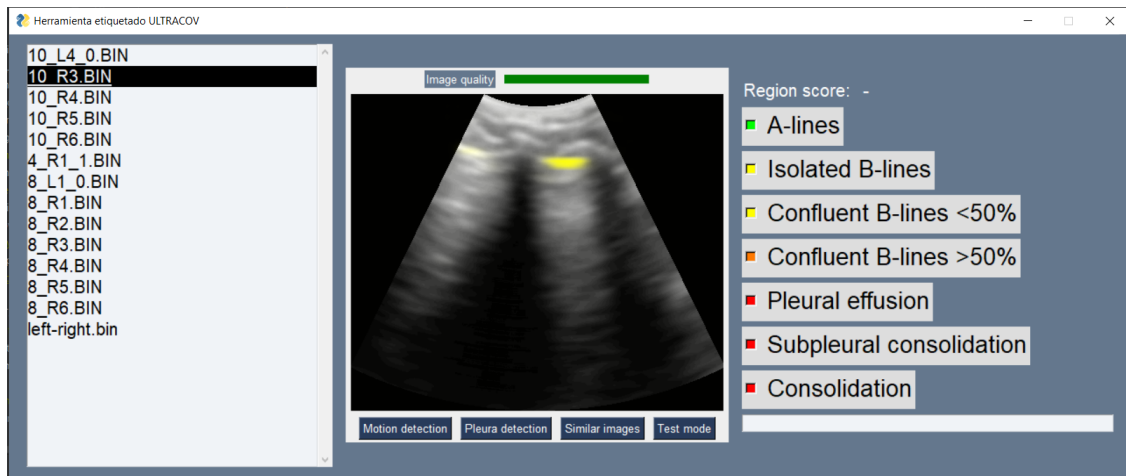 Herramienta etiquetado ULTRACOV
10_L4_0.BIN
10_R3.BIN
10_R4.BIN
10_R5.BIN
10_R6.BIN
4_R1_1.BIN
8_L1_0.BIN
8_R1.BIN
8_R2.BIN
8_R3.BIN
8_R4.BIN
8_R5.BIN
8_R6.BIN
left-right.bin
Image quality
Motion detection
Pleura detection
Similar images
Test mode
Region score: -
A-lines
Isolated B-lines
Confluent B-lines <50%
Confluent B-lines >50%
Pleural effusion
Subpleural consolidation
Consolidation